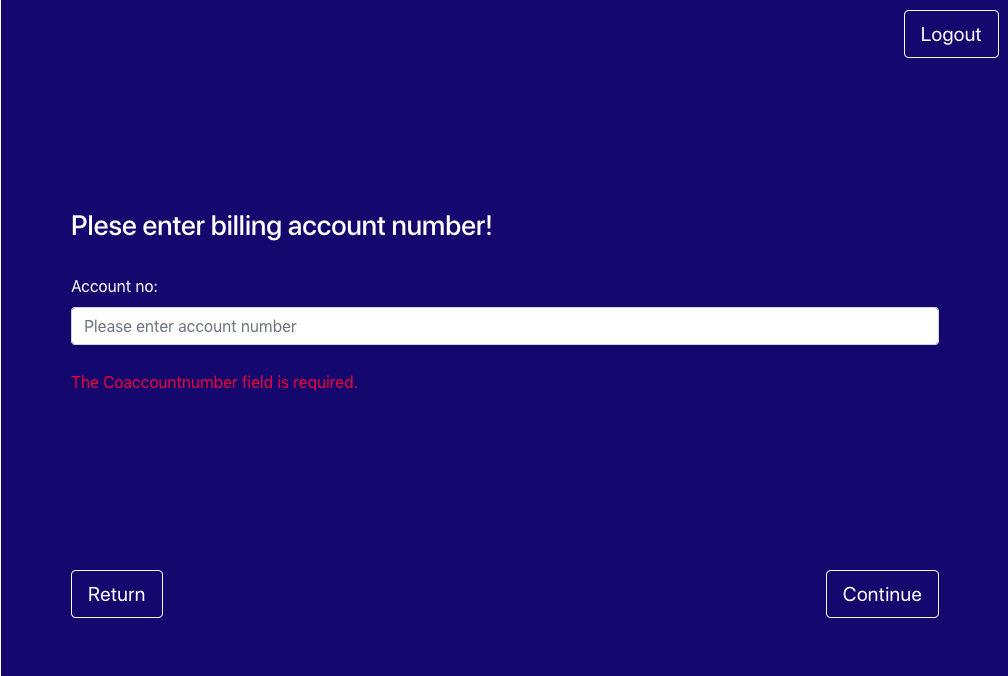 Logout
Plese enter billing account number!
Account no:
Please enter account number
The Coaccountnumber field is required.
Return
Continue